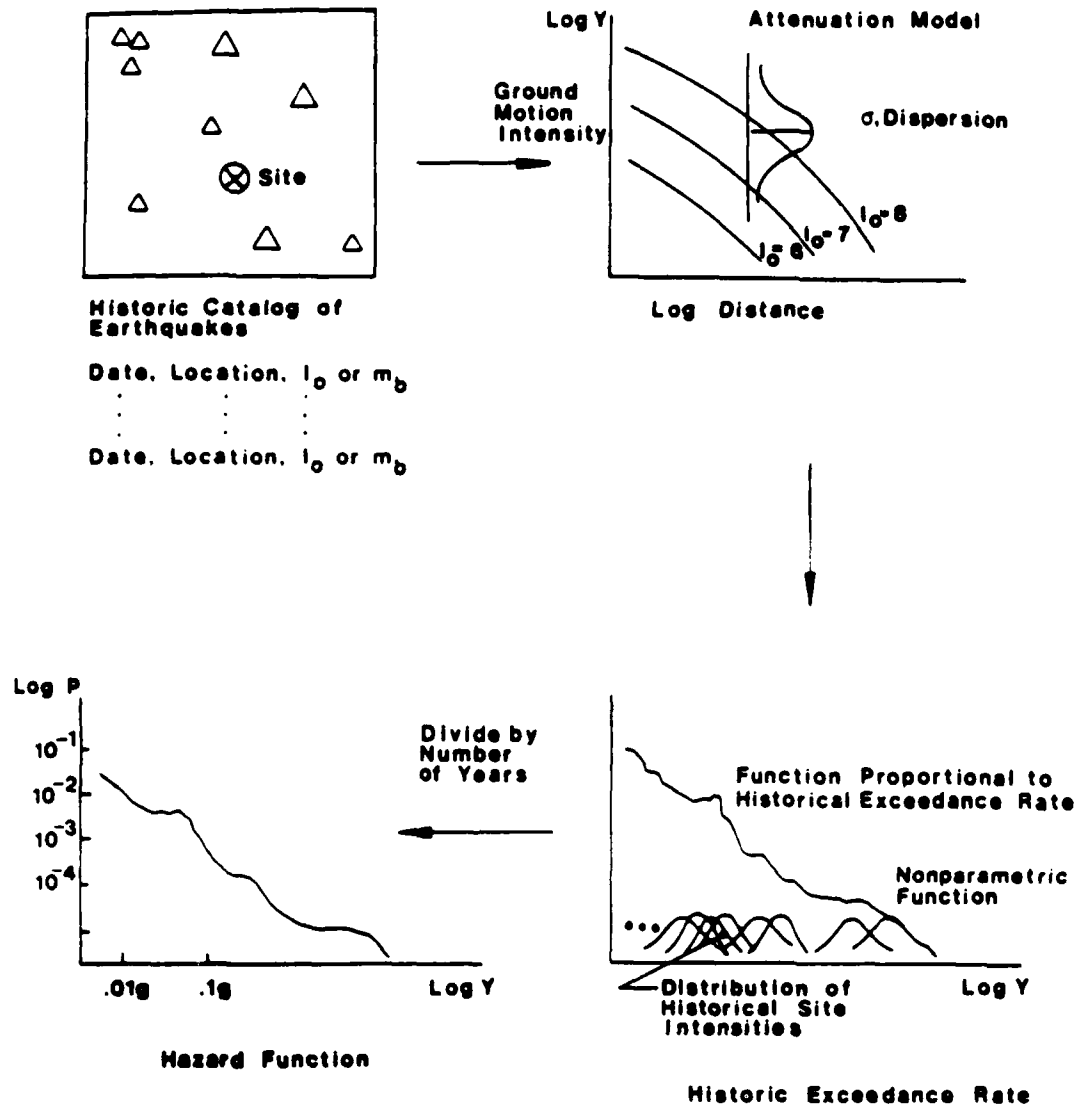 Site
Historic Catalog of
Earthquakes
Date, Location, I₀ or m_b
Date, Location, I₀ or m_b
Ground
Motion
Intensity
Log Y
Attenuation Model
σ, Dispersion
I₀=6
I₀=7
I₀=8
Log Distance
Function Proportional to
Historical Exceedance Rate
Nonparametric
Function
Distribution of
Historical Site
Intensities
Log Y
Historic Exceedance Rate
Divide by
Number
of Years
Log P
10⁻¹
10⁻²
10⁻³
10⁻⁴
.01g
.1g
Log Y
Hazard Function